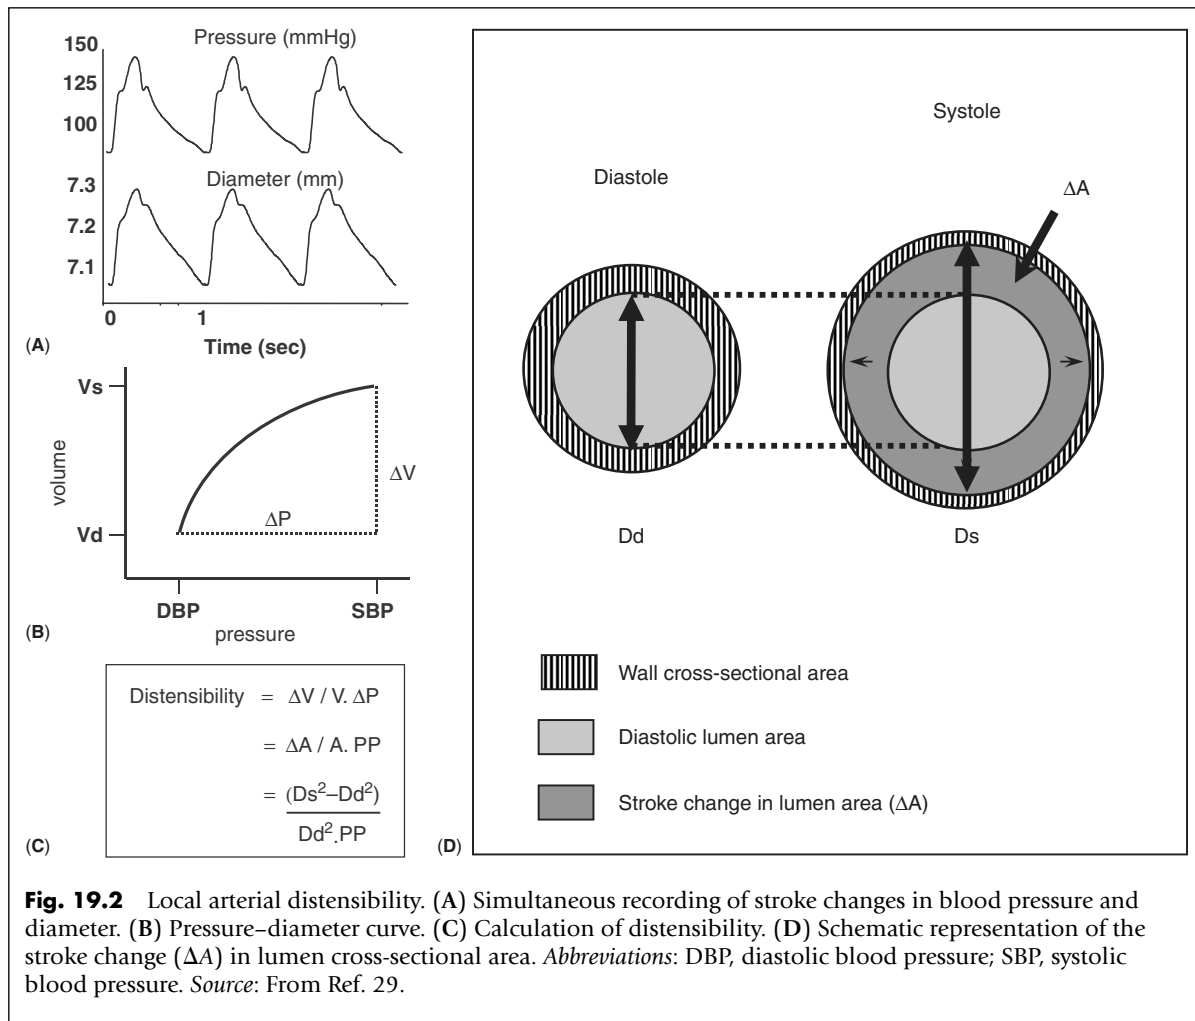 Pressure (mmHg)
150
125
100
Diameter (mm)
7.3
7.2
7.1
0 1
Time (sec)
(A)
Vs
volume
ΔV
ΔP
Vd
DBP SBP
pressure
(B)
Distensibility = ΔV / V. ΔP
= ΔA / A. PP
= (Ds²–Dd²)
Dd².PP
(C)
Systole
Diastole
ΔA
Dd
Ds
Wall cross-sectional area
Diastolic lumen area
Stroke change in lumen area (ΔA)
(D)
Fig. 19.2 Local arterial distensibility. (A) Simultaneous recording of stroke changes in blood pressure and
diameter. (B) Pressure–diameter curve. (C) Calculation of distensibility. (D) Schematic representation of the
stroke change (ΔA) in lumen cross-sectional area. Abbreviations: DBP, diastolic blood pressure; SBP, systolic
blood pressure. Source: From Ref. 29.